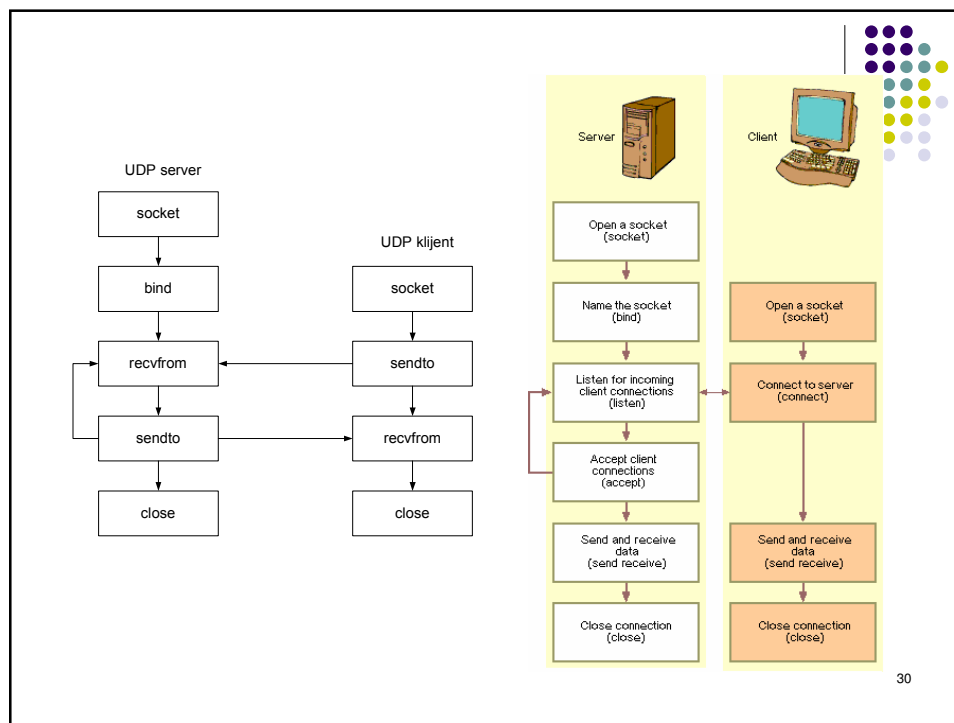 UDP server
socket
bind
recvfrom
sendto
close
UDP klijent
socket
sendto
recvfrom
close
Server
Open a socket
(socket)
Name the socket
(bind)
Listen for incoming
client connections
(listen)
Accept client
connections
(accept)
Send and receive
data
(send receive)
Close connection
(close)
Client
Open a socket
(socket)
Connect to server
(connect)
Send and receive
data
(send receive)
Close connection
(close)
30